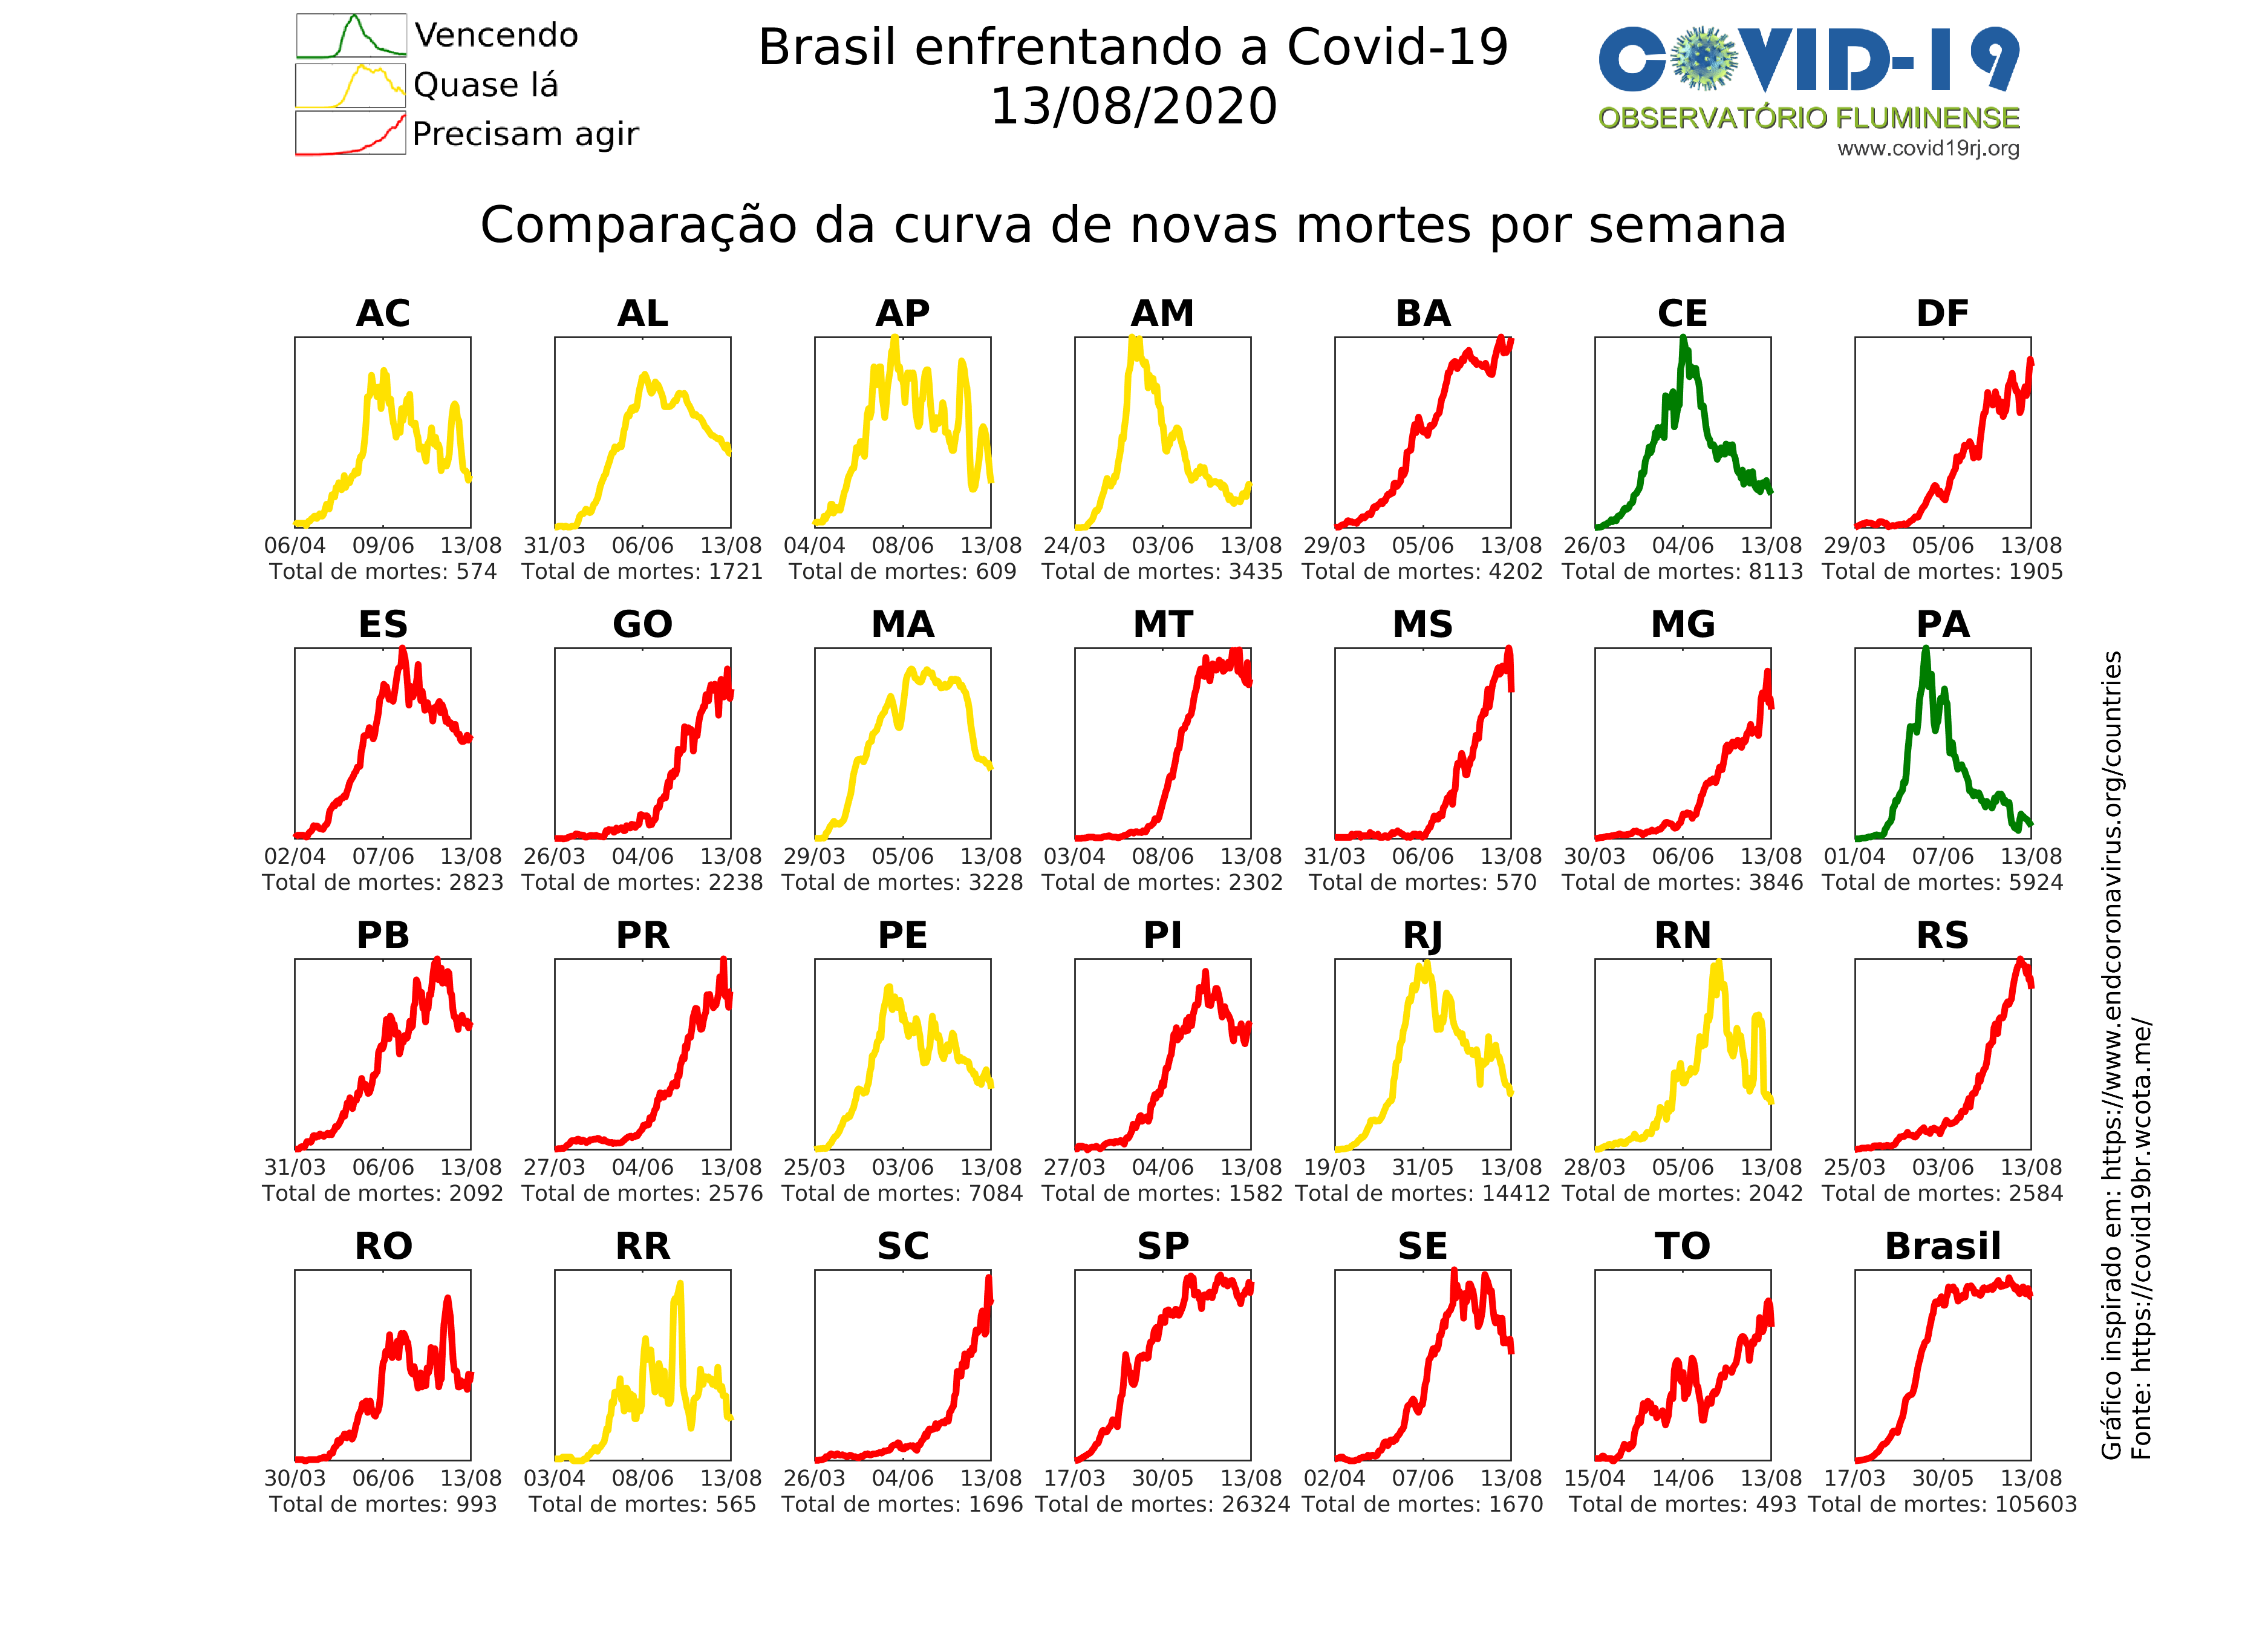 Vencendo
Quase lá
Precisam agir
Brasil enfrentando a Covid-19
13/08/2020
COVID-19
OBSERVATÓRIO FLUMINENSE
www.covid19rj.org
Comparação da curva de novas mortes por semana
AC AL AP AM BA CE DF
06/04 09/06 13/08 31/03 06/06 13/08 04/04 08/06 13/08 24/03 03/06 13/08 29/03 05/06 13/08 26/03 04/06 13/08 29/03 05/06 13/08
Total de mortes: 574 Total de mortes: 1721 Total de mortes: 609 Total de mortes: 3435 Total de mortes: 4202 Total de mortes: 8113 Total de mortes: 1905
ES GO MA MT MS MG PA
02/04 07/06 13/08 26/03 04/06 13/08 29/03 05/06 13/08 03/04 08/06 13/08 31/03 06/06 13/08 30/03 06/06 13/08 01/04 07/06 13/08
Total de mortes: 2823 Total de mortes: 2238 Total de mortes: 3228 Total de mortes: 2302 Total de mortes: 570 Total de mortes: 3846 Total de mortes: 5924
PB PR PE PI RJ RN RS
31/03 06/06 13/08 27/03 04/06 13/08 25/03 03/06 13/08 27/03 04/06 13/08 19/03 31/05 13/08 28/03 05/06 13/08 25/03 03/06 13/08
Total de mortes: 2092 Total de mortes: 2576 Total de mortes: 7084 Total de mortes: 1582 Total de mortes: 14412 Total de mortes: 2042 Total de mortes: 2584
RO RR SC SP SE TO Brasil
30/03 06/06 13/08 03/04 08/06 13/08 26/03 04/06 13/08 17/03 30/05 13/08 02/04 07/06 13/08 15/04 14/06 13/08 17/03 30/05 13/08
Total de mortes: 993 Total de mortes: 565 Total de mortes: 1696 Total de mortes: 26324 Total de mortes: 1670 Total de mortes: 493 Total de mortes: 105603
Gráfico inspirado em: https://www.endcoronavirus.org/countries
Fonte: https://covid19br.wcota.me/